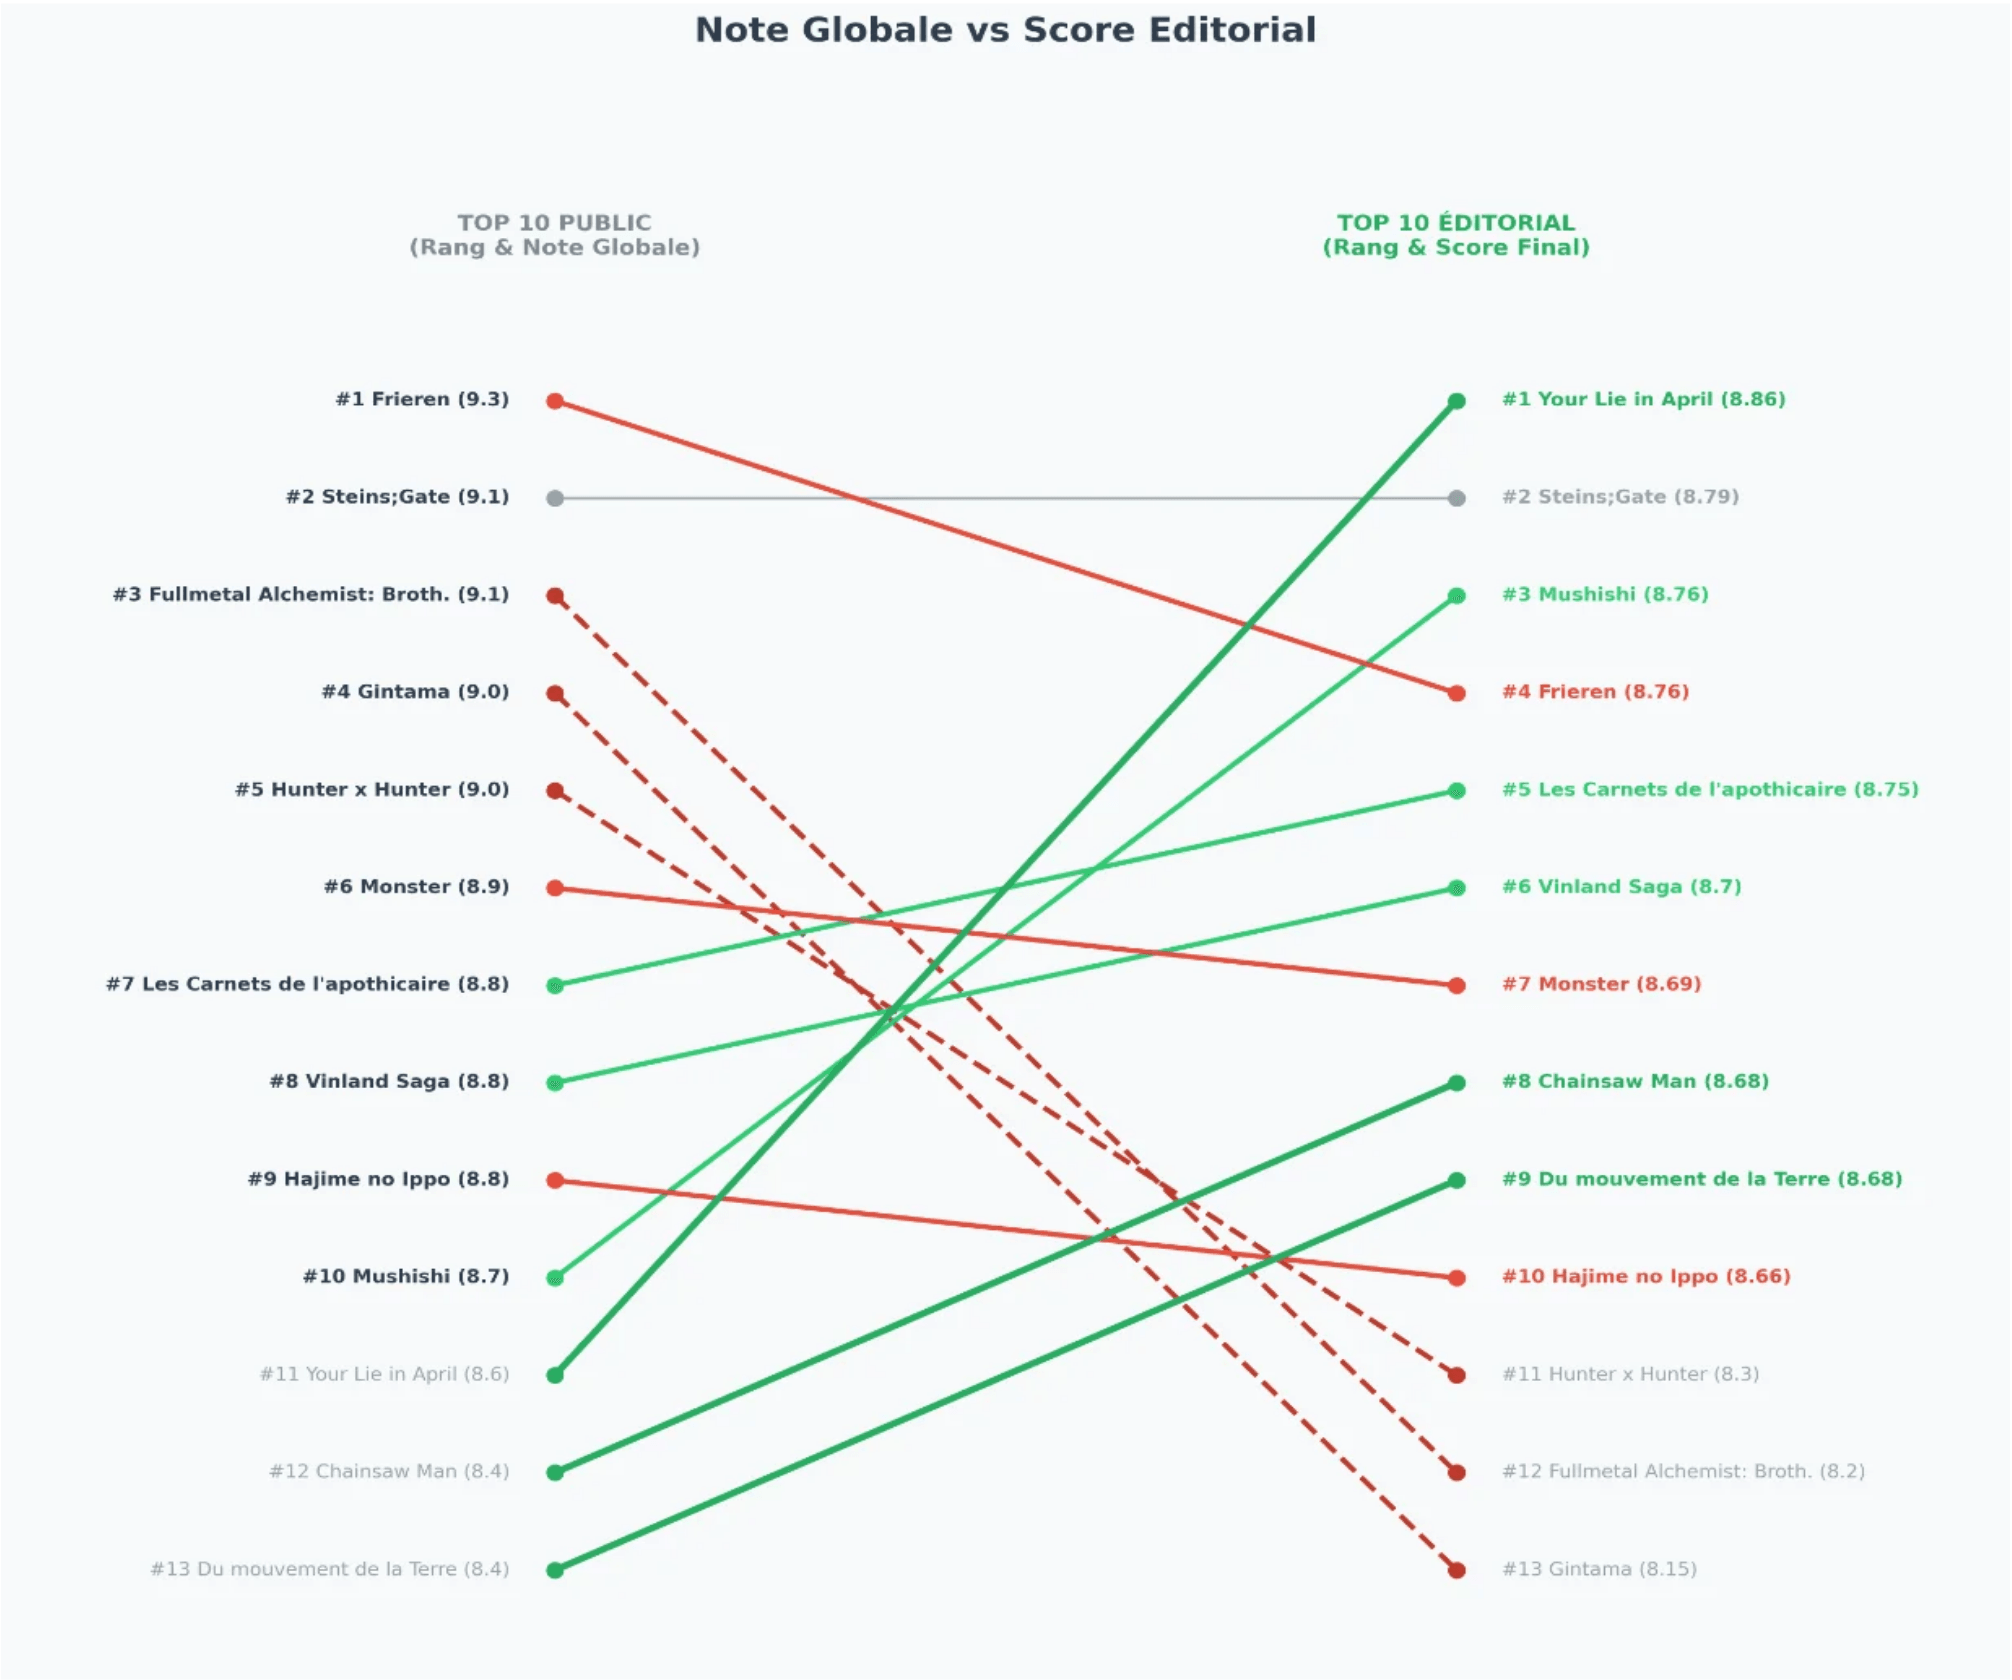 Note Globale vs Score Editorial
TOP 10 PUBLIC
(Rang & Note Globale)
#1 Frieren (9.3)
#2 Steins;Gate (9.1)
#3 Fullmetal Alchemist: Broth. (9.1)
#4 Gintama (9.0)
#5 Hunter x Hunter (9.0)
#6 Monster (8.9)
#7 Les Carnets de l'apothicaire (8.8)
#8 Vinland Saga (8.8)
#9 Hajime no Ippo (8.8)
#10 Mushishi (8.7)
#11 Your Lie in April (8.6)
#12 Chainsaw Man (8.4)
#13 Du mouvement de la Terre (8.4)
TOP 10 ÉDITORIAL
(Rang & Score Final)
#1 Your Lie in April (8.86)
#2 Steins;Gate (8.79)
#3 Mushishi (8.76)
#4 Frieren (8.76)
#5 Les Carnets de l'apothicaire (8.75)
#6 Vinland Saga (8.7)
#7 Monster (8.69)
#8 Chainsaw Man (8.68)
#9 Du mouvement de la Terre (8.68)
#10 Hajime no Ippo (8.66)
#11 Hunter x Hunter (8.3)
#12 Fullmetal Alchemist: Broth. (8.2)
#13 Gintama (8.15)